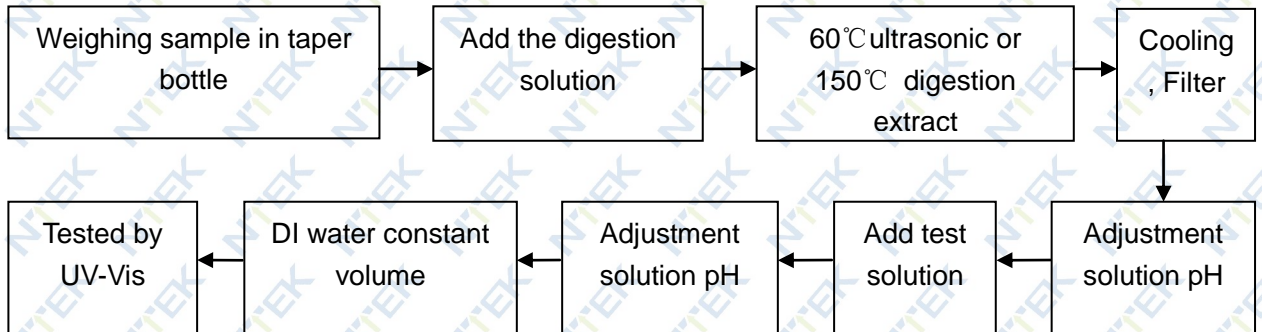 Weighing sample in taper
bottle
Add the digestion
solution
60℃ultrasonic or
150℃ digestion
extract
Cooling
, Filter
Adjustment
solution pH
Add test
solution
Adjustment
solution pH
DI water constant
volume
Tested by
UV-Vis
NTEK